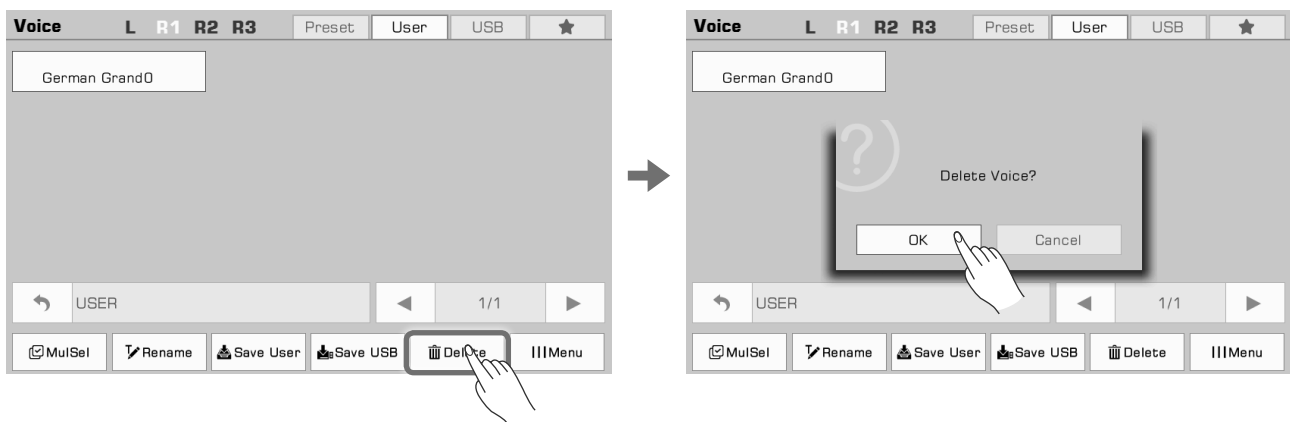 Voice L R1 R2 R3 Preset User USB
German Grand0
USER 1/1
MulSel Rename Save User Save USB Delete Menu
Voice L R1 R2 R3 Preset User USB
German Grand0
Delete Voice?
OK Cancel
USER 1/1
MulSel Rename Save User Save USB Delete Menu